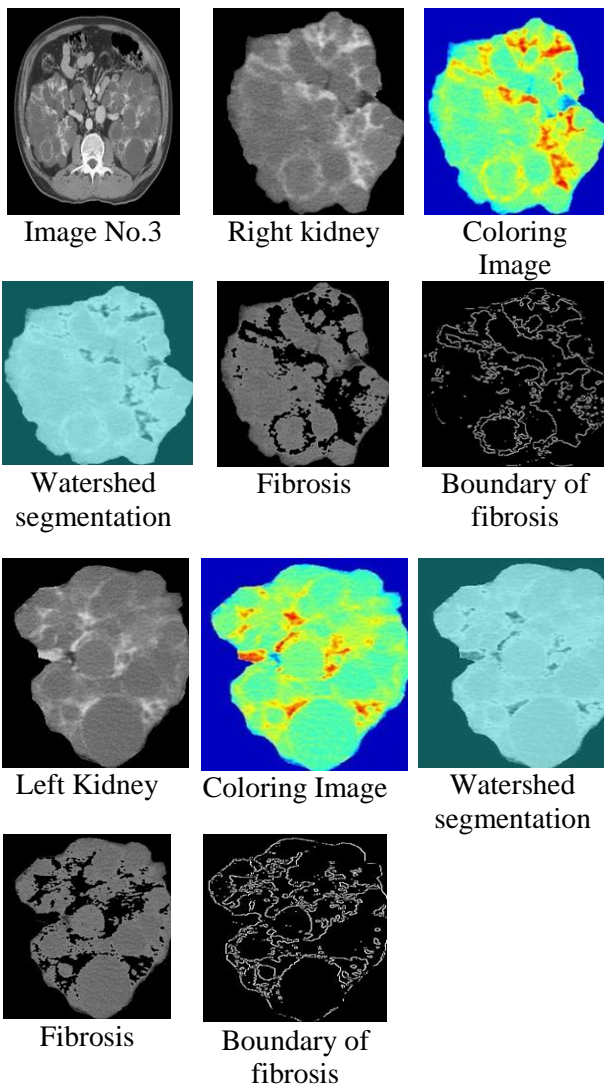 Image No.3
Right kidney
Coloring
Image
Watershed
segmentation
Fibrosis
Boundary of
fibrosis
Left Kidney
Coloring Image
Watershed
segmentation
Fibrosis
Boundary of
fibrosis